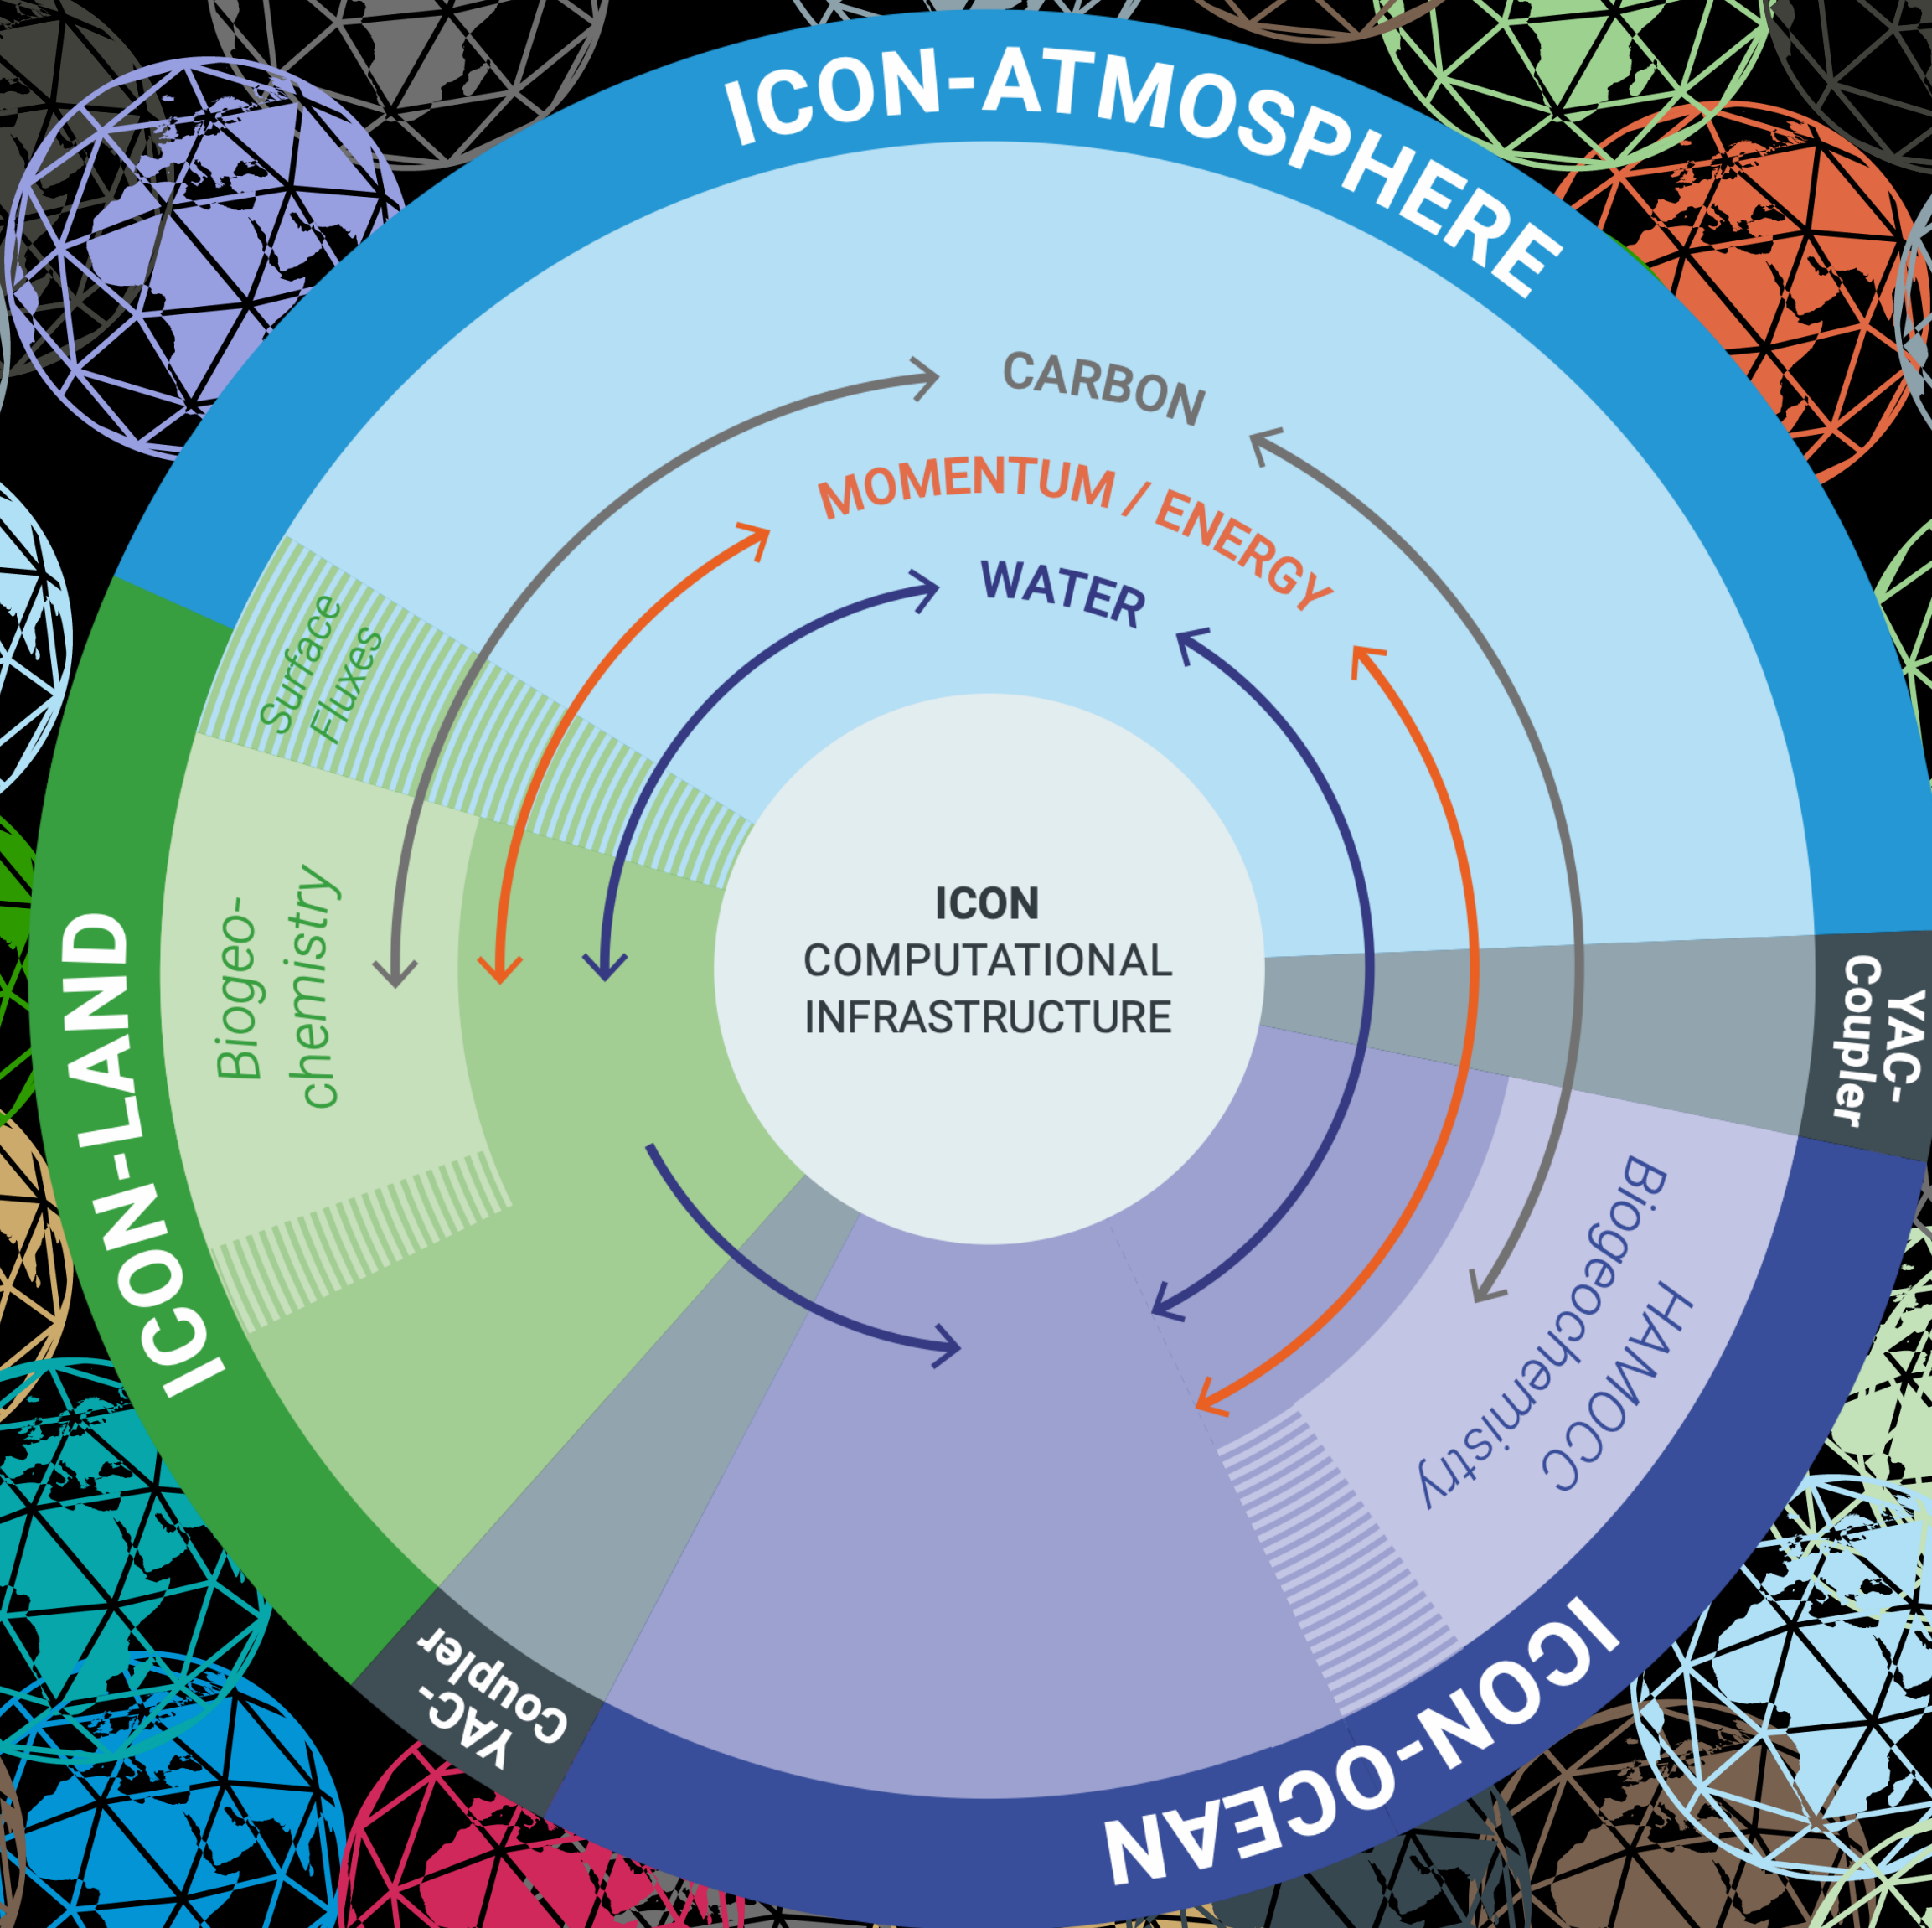 ICON-ATMOSPHERE
CARBON
MOMENTUM / ENERGY
WATER
Surface
Fluxes
ICON
COMPUTATIONAL
INFRASTRUCTURE
Biogeo-
chemistry
ICON-LAND
YAC-
Coupler
HAMOCC
Biogeochemistry
ICON-OCEAN
YAC-
Coupler